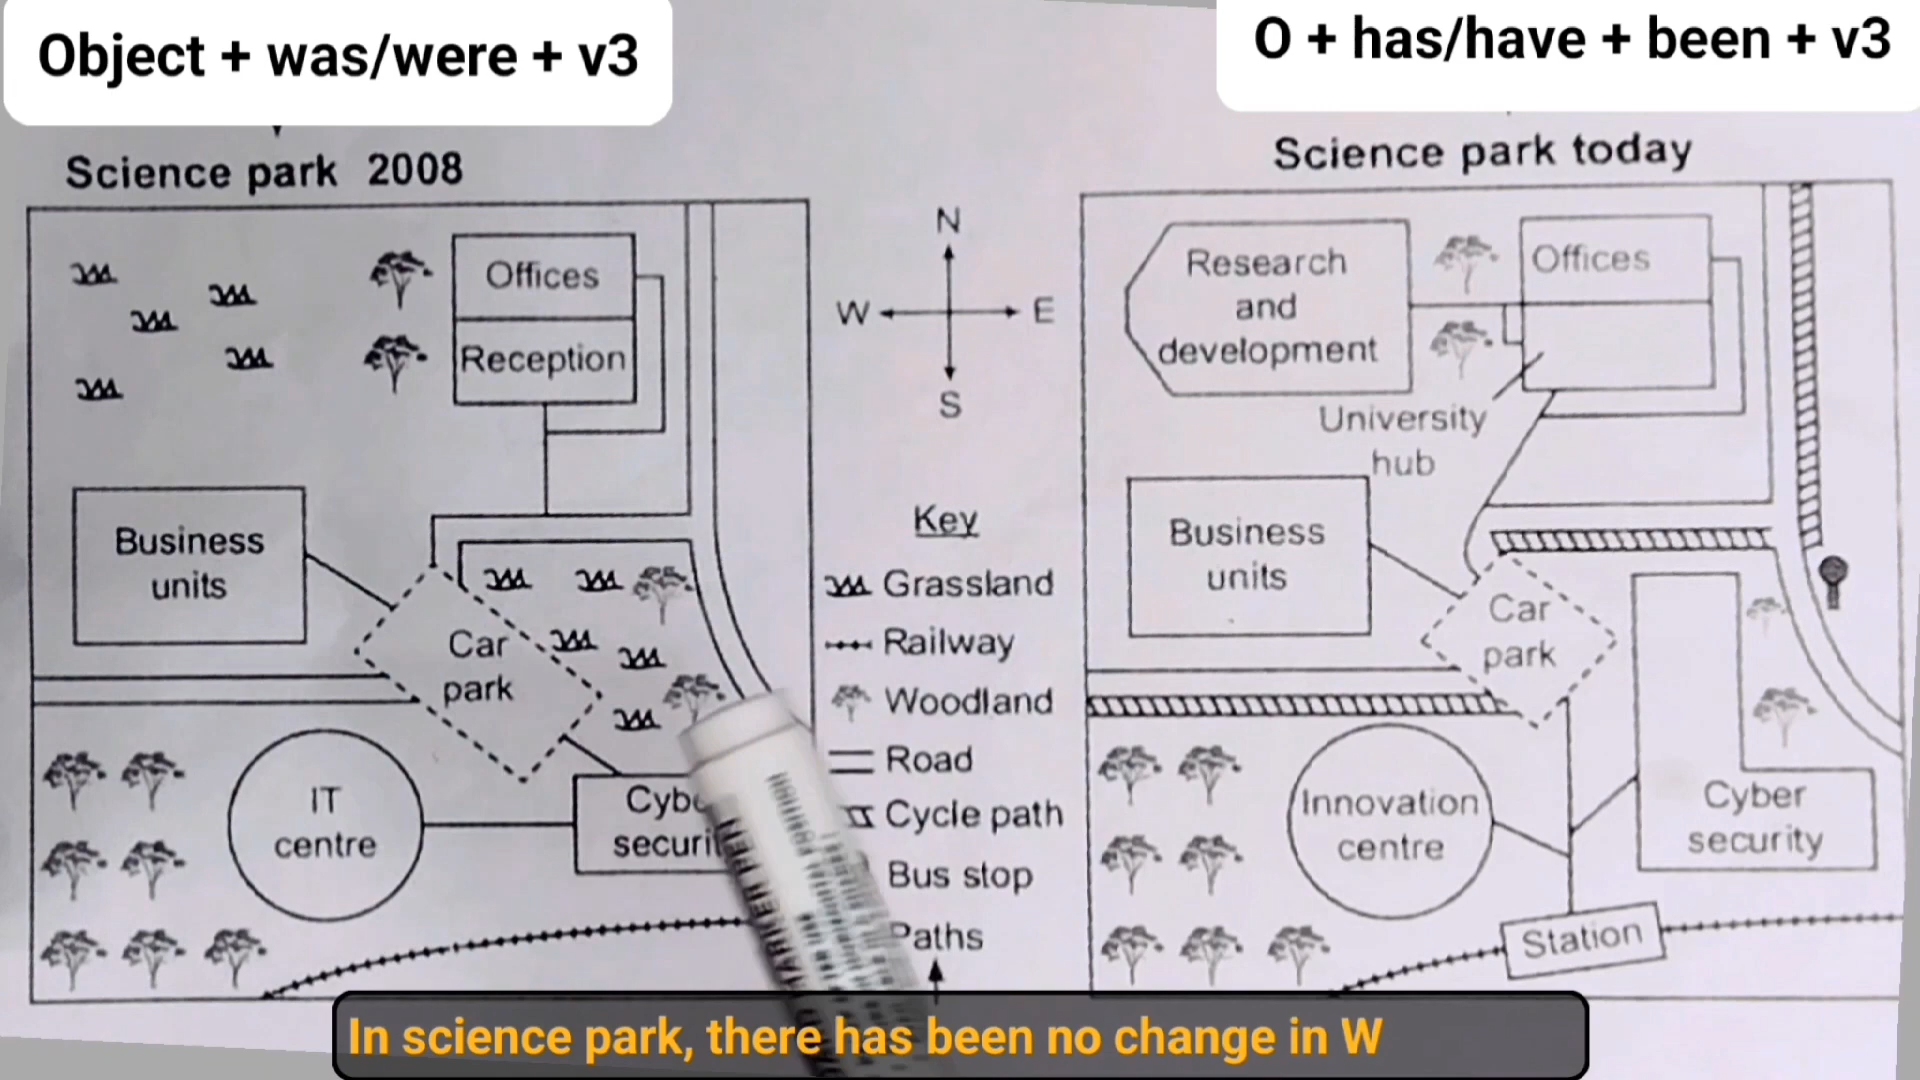 Object + was/were + v3
O + has/have + been + v3
Science park 2008
Science park today
Offices
Reception
Business
units
Car
park
IT
centre
N
W
E
S
Key
Grassland
Railway
Woodland
Road
Cycle path
Bus stop
Paths
Research
and
development
Offices
University
hub
Business
units
Car
park
Innovation
centre
Cyber
security
Station
In science park, there has been no change in W